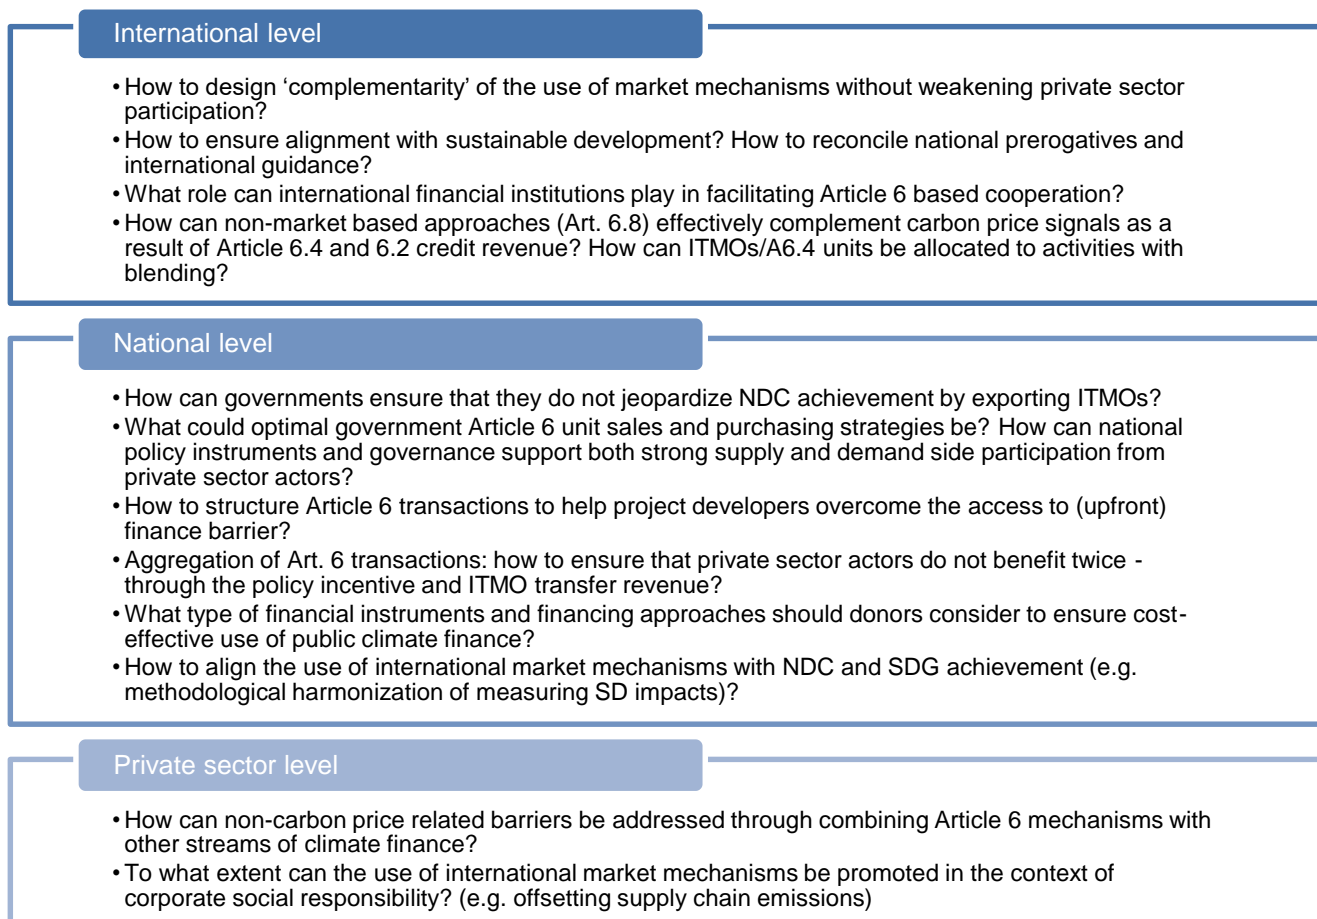 International level
• How to design ‘complementarity’ of the use of market mechanisms without weakening private sector
participation?
• How to ensure alignment with sustainable development? How to reconcile national prerogatives and
international guidance?
• What role can international financial institutions play in facilitating Article 6 based cooperation?
• How can non-market based approaches (Art. 6.8) effectively complement carbon price signals as a
result of Article 6.4 and 6.2 credit revenue? How can ITMOs/A6.4 units be allocated to activities with
blending?
National level
• How can governments ensure that they do not jeopardize NDC achievement by exporting ITMOs?
• What could optimal government Article 6 unit sales and purchasing strategies be? How can national
policy instruments and governance support both strong supply and demand side participation from
private sector actors?
• How to structure Article 6 transactions to help project developers overcome the access to (upfront)
finance barrier?
• Aggregation of Art. 6 transactions: how to ensure that private sector actors do not benefit twice -
through the policy incentive and ITMO transfer revenue?
• What type of financial instruments and financing approaches should donors consider to ensure cost-
effective use of public climate finance?
• How to align the use of international market mechanisms with NDC and SDG achievement (e.g.
methodological harmonization of measuring SD impacts)?
Private sector level
• How can non-carbon price related barriers be addressed through combining Article 6 mechanisms with
other streams of climate finance?
• To what extent can the use of international market mechanisms be promoted in the context of
corporate social responsibility? (e.g. offsetting supply chain emissions)